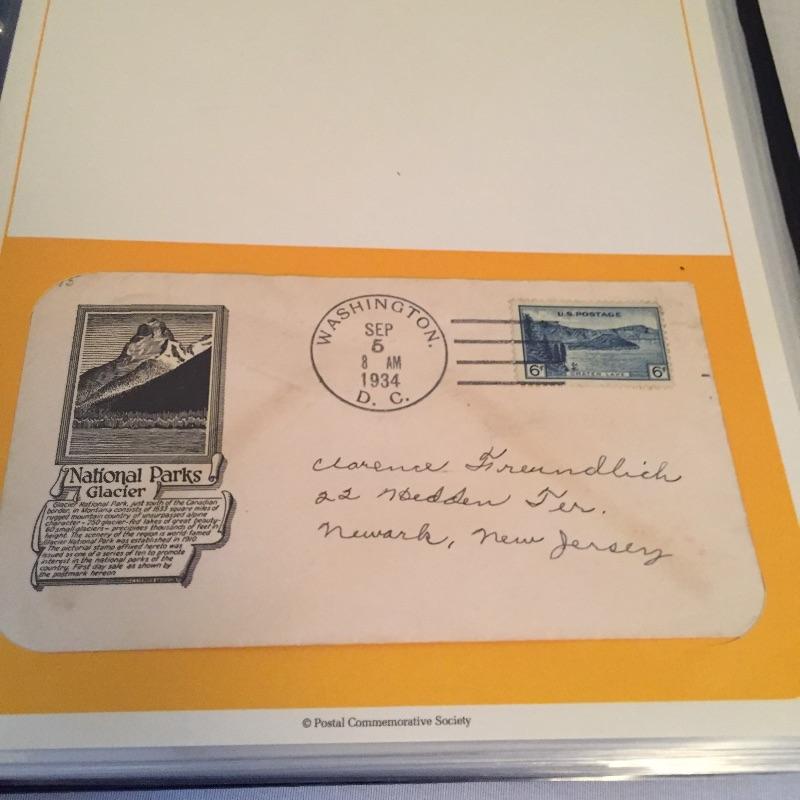 15
WASHINGTON.
SEP
5
8 AM
1934
D. C.
U.S. POSTAGE
6¢ CRATER LAKE 6¢
National Parks
Glacier
Glacier National Park, just south of the Canadian
border, in Montana consists of 1533 square miles of
rugged mountain country of unsurpassed alpine
character – 250 glacier-fed lakes of great beauty-
60 small glaciers – precipices thousands of feet in
height. The scenery of the region is world famed
Glacier National Park was established in 1910
The pictorial stamp affixed hereto was
issued as one of a series of ten to promote
interest in the national parks of the
country. First day sale as shown by
the postmark hereon
Clarence Freundlich
22 Hedden Ter.
Newark, New Jersey
© Postal Commemorative Society